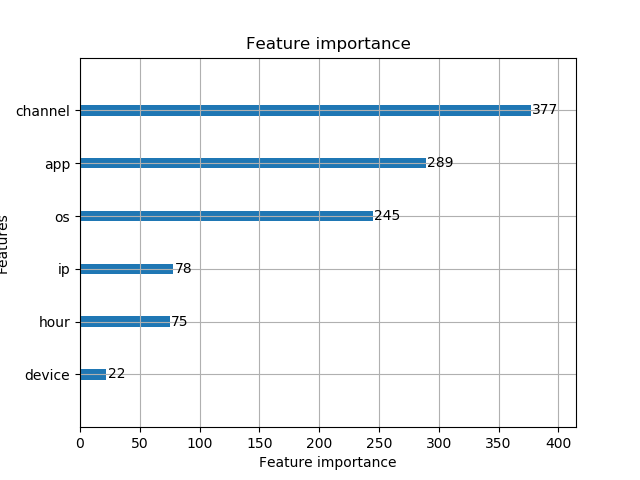 Feature importance
channel 377
app 289
os 245
ip 78
hour 75
device 22
Features
0 50 100 150 200 250 300 350 400
Feature importance